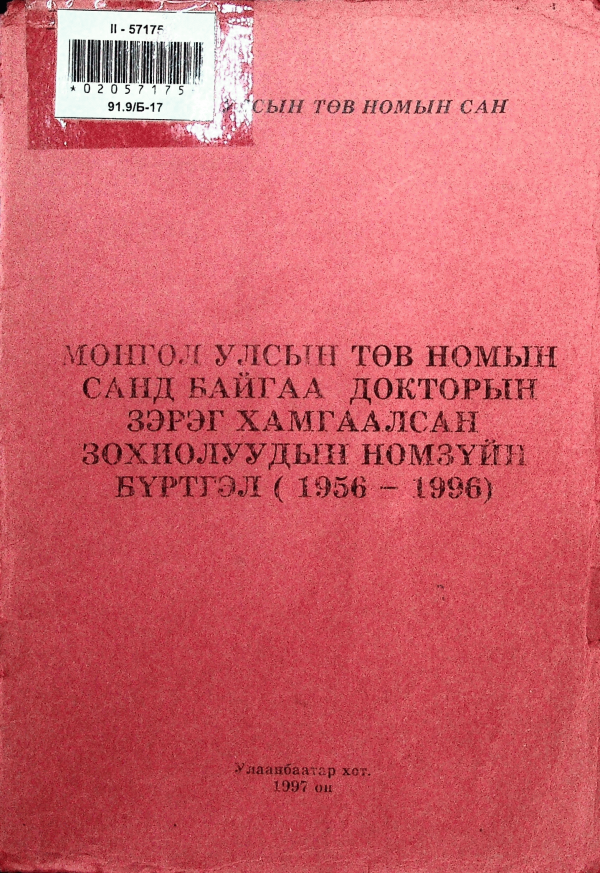 II - 57175
*02057175
91.9/Б-17
СЫН ТӨВ НОМЫН САН
МОНГОЛ УЛСЫН ТӨВ НОМЫН
САНД БАЙГАА ДОКТОРЫН
ЗЭРЭГ ХАМГААЛСАН
ЗОХИОЛУУДЫН НОМЗҮЙН
БҮРТГЭЛ ( 1956 - 1996)
Улаанбаатар хот.
1997 он